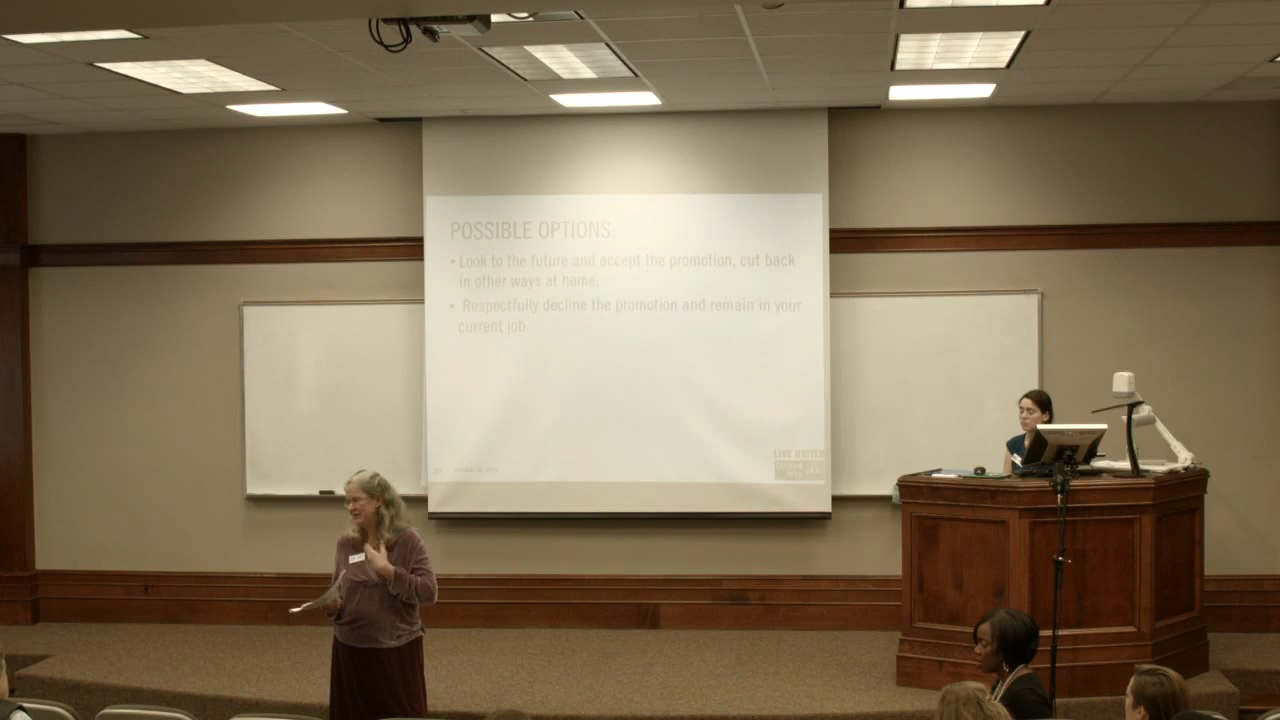 POSSIBLE OPTIONS:
• Look to the future and accept the promotion, cut back
in other ways at home.
• Respectfully decline the promotion and remain in your
current job.
LIVE UNITED